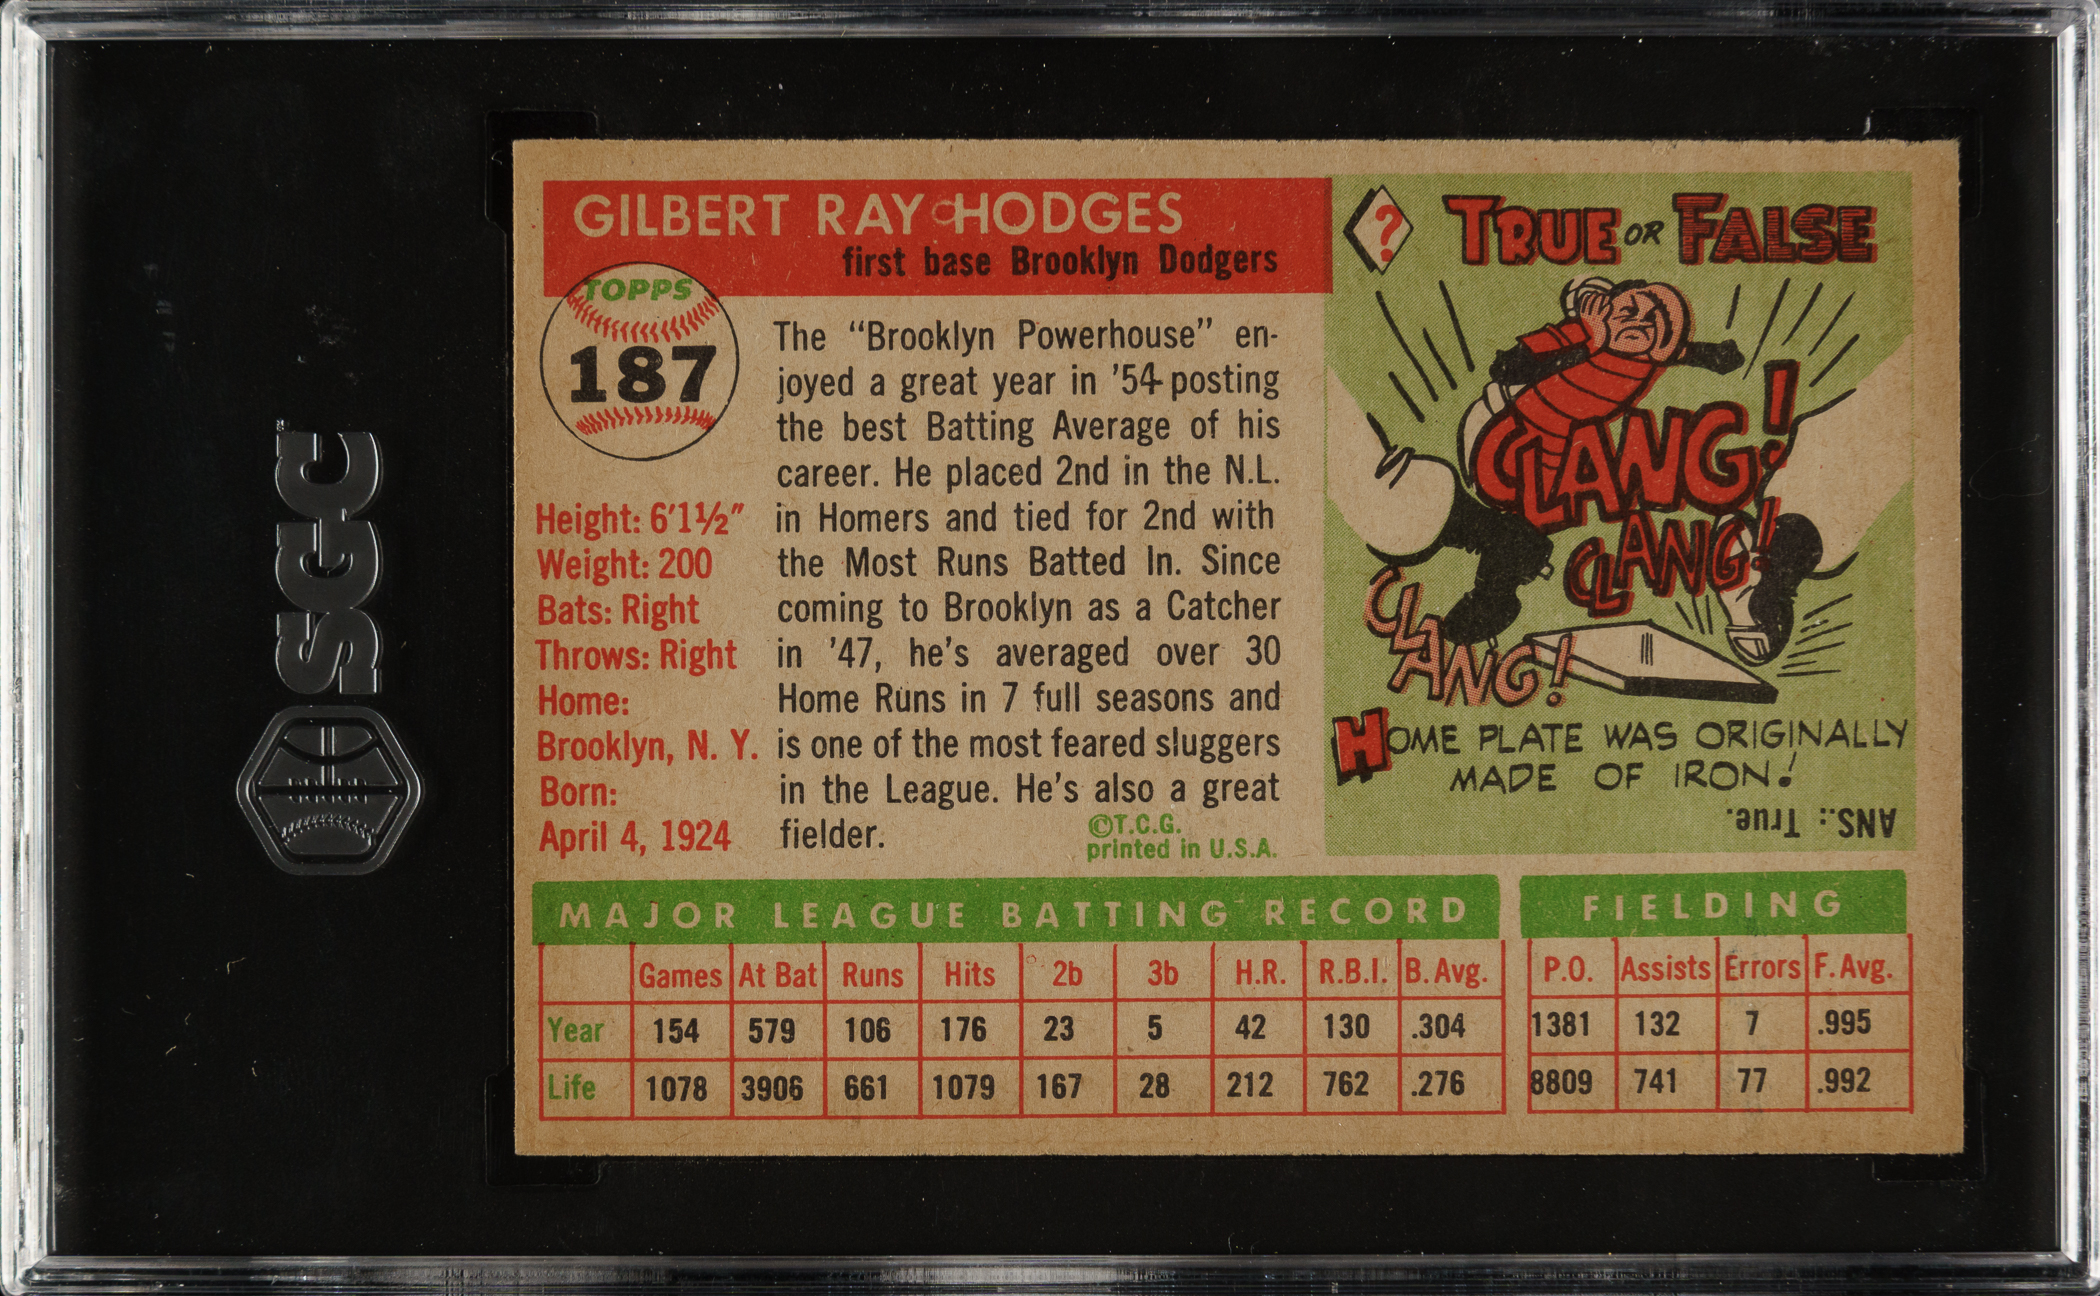 SGC
™
GILBERT RAY HODGES
first base Brooklyn Dodgers
TOPPS
187
Height: 6'1½"
Weight: 200
Bats: Right
Throws: Right
Home:
Brooklyn, N. Y.
Born:
April 4, 1924
The “Brooklyn Powerhouse” en-
joyed a great year in ’54 posting
the best Batting Average of his
career. He placed 2nd in the N.L.
in Homers and tied for 2nd with
the Most Runs Batted In. Since
coming to Brooklyn as a Catcher
in ’47, he's averaged over 30
Home Runs in 7 full seasons and
is one of the most feared sluggers
in the League. He's also a great
fielder.
©T.C.G.
printed in U.S.A.
?
TRUE OR FALSE
CLANG!
CLANG!
CLANG!
HOME PLATE WAS ORIGINALLY
MADE OF IRON!
ANS.: True.
MAJOR LEAGUE BATTING RECORD
Games At Bat Runs Hits 2b 3b H.R. R.B.I. B. Avg.
Year 154 579 106 176 23 5 42 130 .304
Life 1078 3906 661 1079 167 28 212 762 .276
FIELDING
P.O. Assists Errors F. Avg.
1381 132 7 .995
8809 741 77 .992